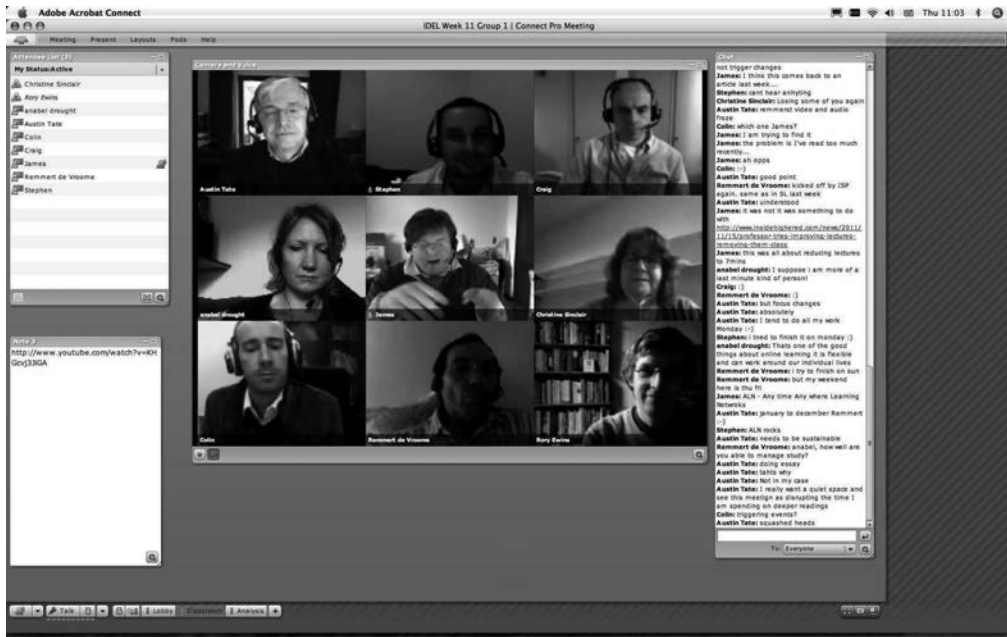 Adobe Acrobat Connect
Thu 11:03
IDEL Week 11 Group 1 | Connect Pro Meeting
Meeting Present Layouts Pods Help
Attendee List (9)
My Status:Active
Christine Sinclair
Rory Ewins
anabel drought
Austin Tate
Colin
Craig
James
Remmert de Vroome
Stephen
Note 3
http://www.youtube.com/watch?v=KH
Gcvj33iGA
Camera and Voice
Austin Tate
Stephen
Craig
anabel drought
James
Christine Sinclair
Colin
Remmert de Vroome
Rory Ewins
Chat
not trigger changes
James: I think this comes back to an
article last week...
Stephen: cant hear anhyting
Christine Sinclair: Losing some of you again
Austin Tate: remmerst video and audio
froze
Colin: which one James?
James: I am trying to find it
James: the problem is I've read too much
recently...
James: ah opps
Colin: :-)
Austin Tate: good point
Remmert de Vroome: kicked off by ISP
again, same as in SL last week
Austin Tate: uinderstood
James: it was not it was something to do
with
http://www.insidehighered.com/news/2011/
11/15/professor-tries-improving-lectures-
removing-them-class
James: this was all about reducing lectures
to 7mins
anabel drought: I suppose i am more of a
last minute kind of person!
Craig: :]
Remmert de Vroome: :]
Austin Tate: but focus changes
Austin Tate: absolutely
Austin Tate: I tend to do all my work
Monday :-)
Stephen: i tned to finish it on monday :)
anabel drought: Thats one of the good
things about online learning it is flexible
and can work around our individual lives
Remmert de Vroome: i try to finish on sun
Remmert de Vroome: but my weekend
here is thu fri
James: ALN - Any time Any where Learning
Netwroks
Austin Tate: january to december Remmert
:-)
Stephen: ALN rocks
Austin Tate: needs to be sustainable
Remmert de Vroome: anabel, how well are
you able to manage study?
Austin Tate: doing essay
Austin Tate: tahts why
Austin Tate: Not in my case
Austin Tate: I really want a quiet space and
see this meetign as disrupting the time I
am spending on deeper readings
Colin: triggering events?
Austin Tate: squashed heads
To: Everyone
Talk
Lobby
Classroom
Analysis